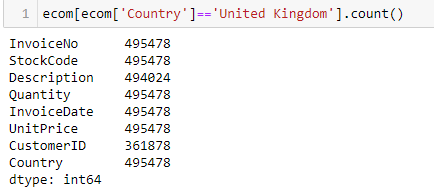 1 ecom[ecom['Country']=='United Kingdom'].count()
InvoiceNo 495478
StockCode 495478
Description 494024
Quantity 495478
InvoiceDate 495478
UnitPrice 495478
CustomerID 361878
Country 495478
dtype: int64